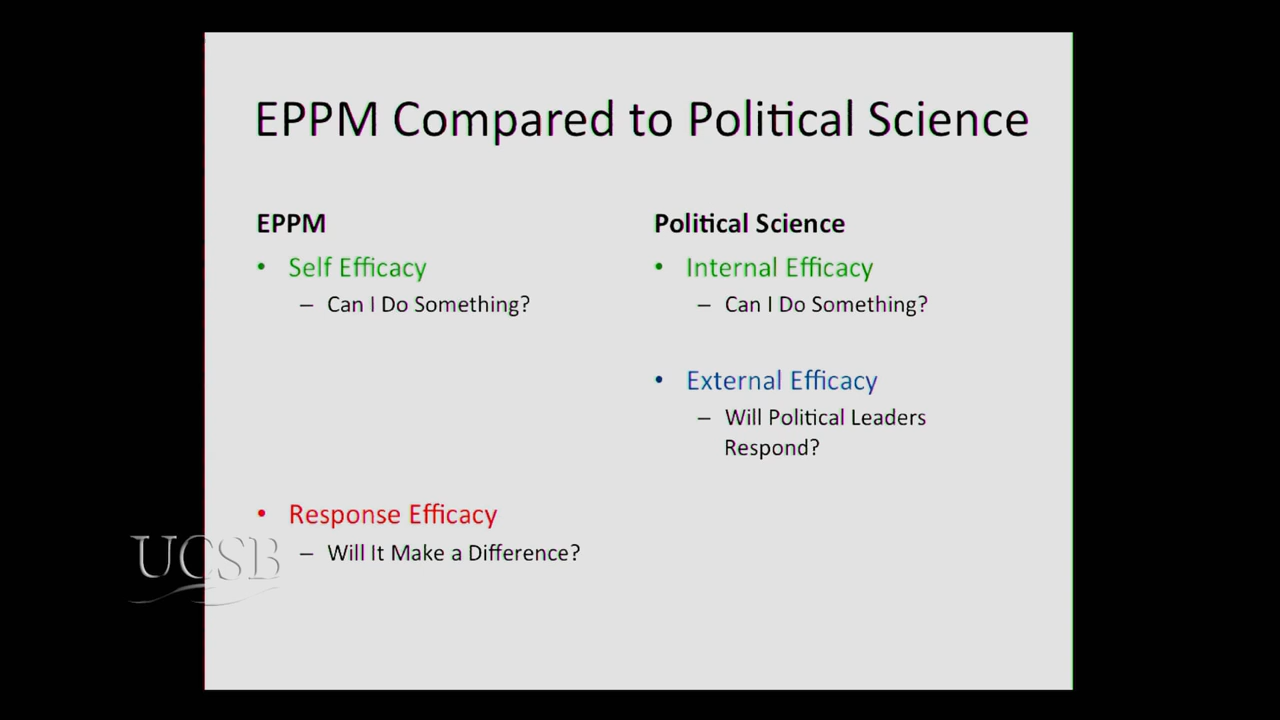 EPPM Compared to Political Science
EPPM
• Self Efficacy
– Can I Do Something?
• Response Efficacy
– Will It Make a Difference?
Political Science
• Internal Efficacy
– Can I Do Something?
• External Efficacy
– Will Political Leaders
Respond?
UCSB